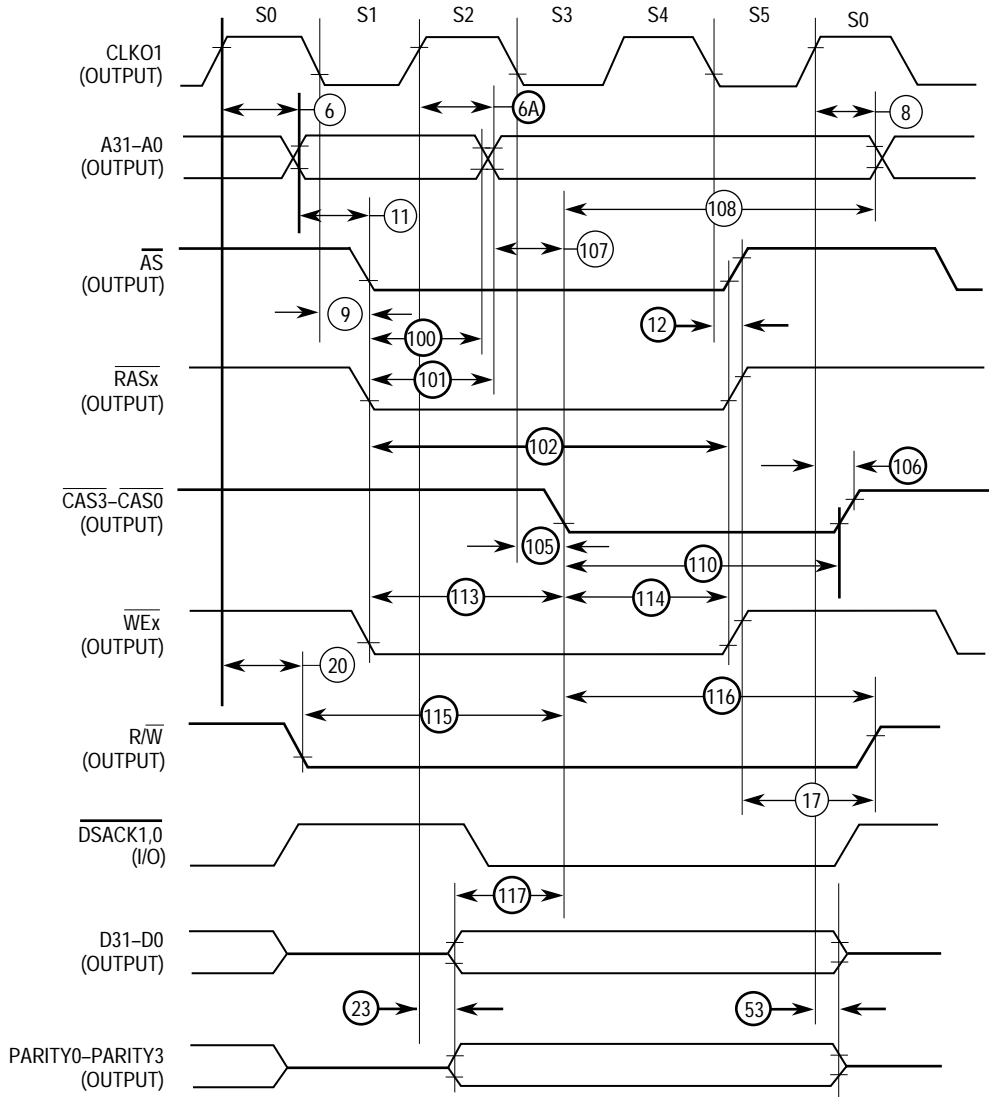 S0 S1 S2 S3 S4 S5 S0
CLKO1
(OUTPUT)
6 6A 8
A31–A0
(OUTPUT)
11 108
107
AS
(OUTPUT)
9 12
100
RASx
(OUTPUT)
101
102
106
CAS3–CAS0
(OUTPUT)
105
110
113 114
WEx
(OUTPUT)
20
116
115
R/W
(OUTPUT)
17
DSACK1,0
(I/O)
117
D31–D0
(OUTPUT)
23 53
PARITY0–PARITY3
(OUTPUT)